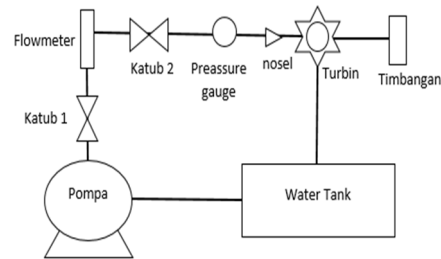 Flowmeter
Katub 2
Preassure
gauge
nosel
Turbin
Timbangan
Katub 1
Pompa
Water Tank